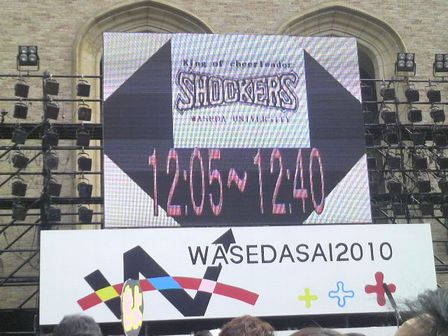 King of cheerleader
SHOCKERS
WASEDA UNIVERSITY
12:05~12:40
WASEDASAI2010